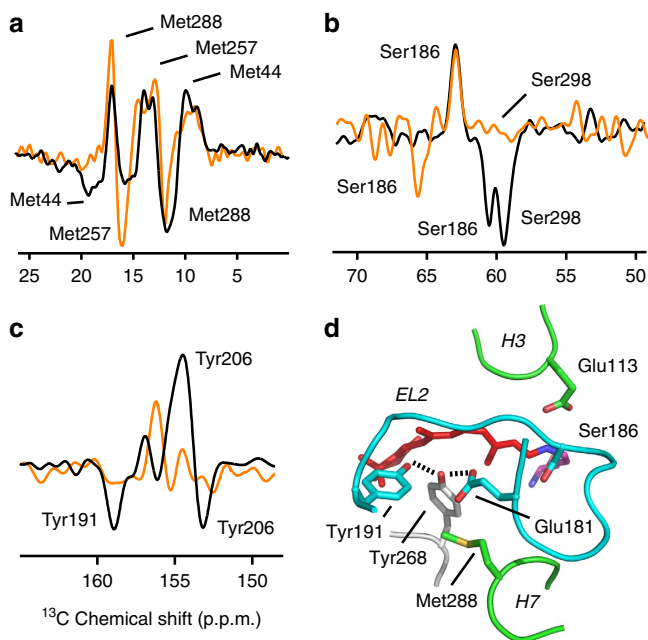 a
Met288
Met257
Met44
Met44
Met257
Met288
25 20 15 10 5
b
Ser186
Ser298
Ser186
Ser186
Ser298
70 65 60 55 50
c
Tyr206
Tyr191
Tyr206
160 155 150
¹³C Chemical shift (p.p.m.)
d
H3
Glu113
EL2
Ser186
Tyr191
Glu181
Tyr268
Met288
H7